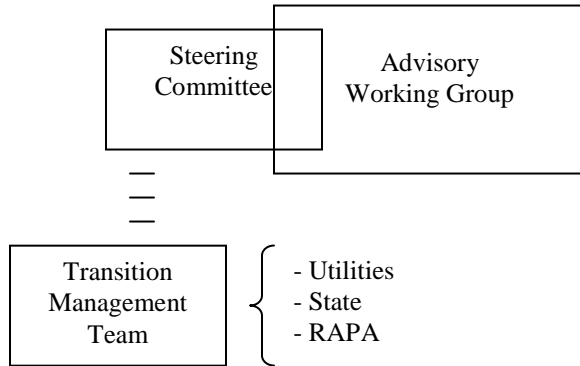 Steering
Committee
Advisory
Working Group
Transition
Management
Team
- Utilities
- State
- RAPA